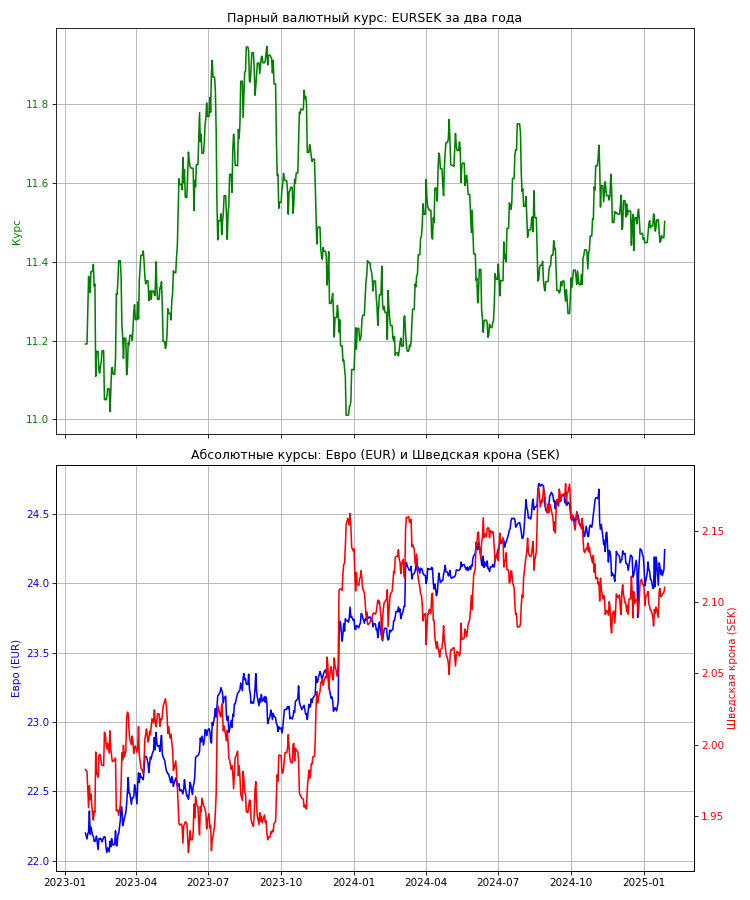 Парный валютный курс: EURSEK за два года
11.8
11.6
11.4
11.2
11.0
Курс
Абсолютные курсы: Евро (EUR) и Шведская крона (SEK)
24.5
24.0
23.5
23.0
22.5
22.0
Евро (EUR)
2.15
2.10
2.05
2.00
1.95
Шведская крона (SEK)
2023-01 2023-04 2023-07 2023-10 2024-01 2024-04 2024-07 2024-10 2025-01